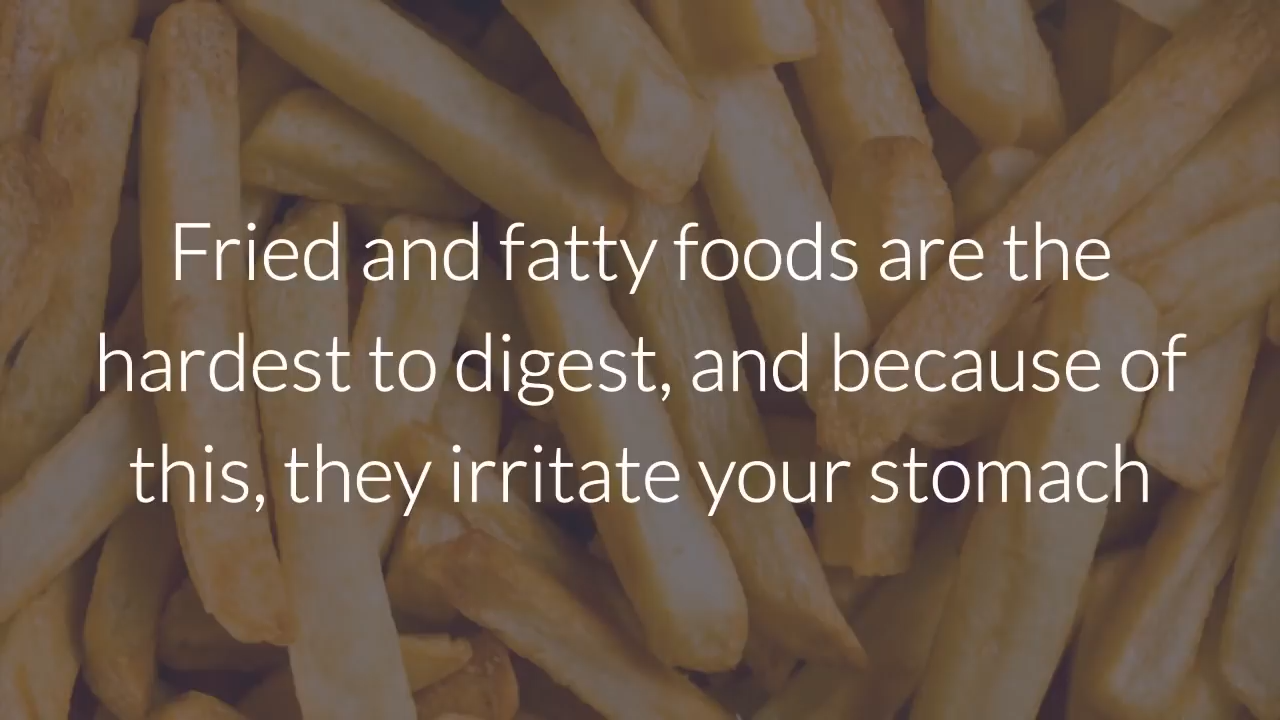 Fried and fatty foods are the
hardest to digest, and because of
this, they irritate your stomach